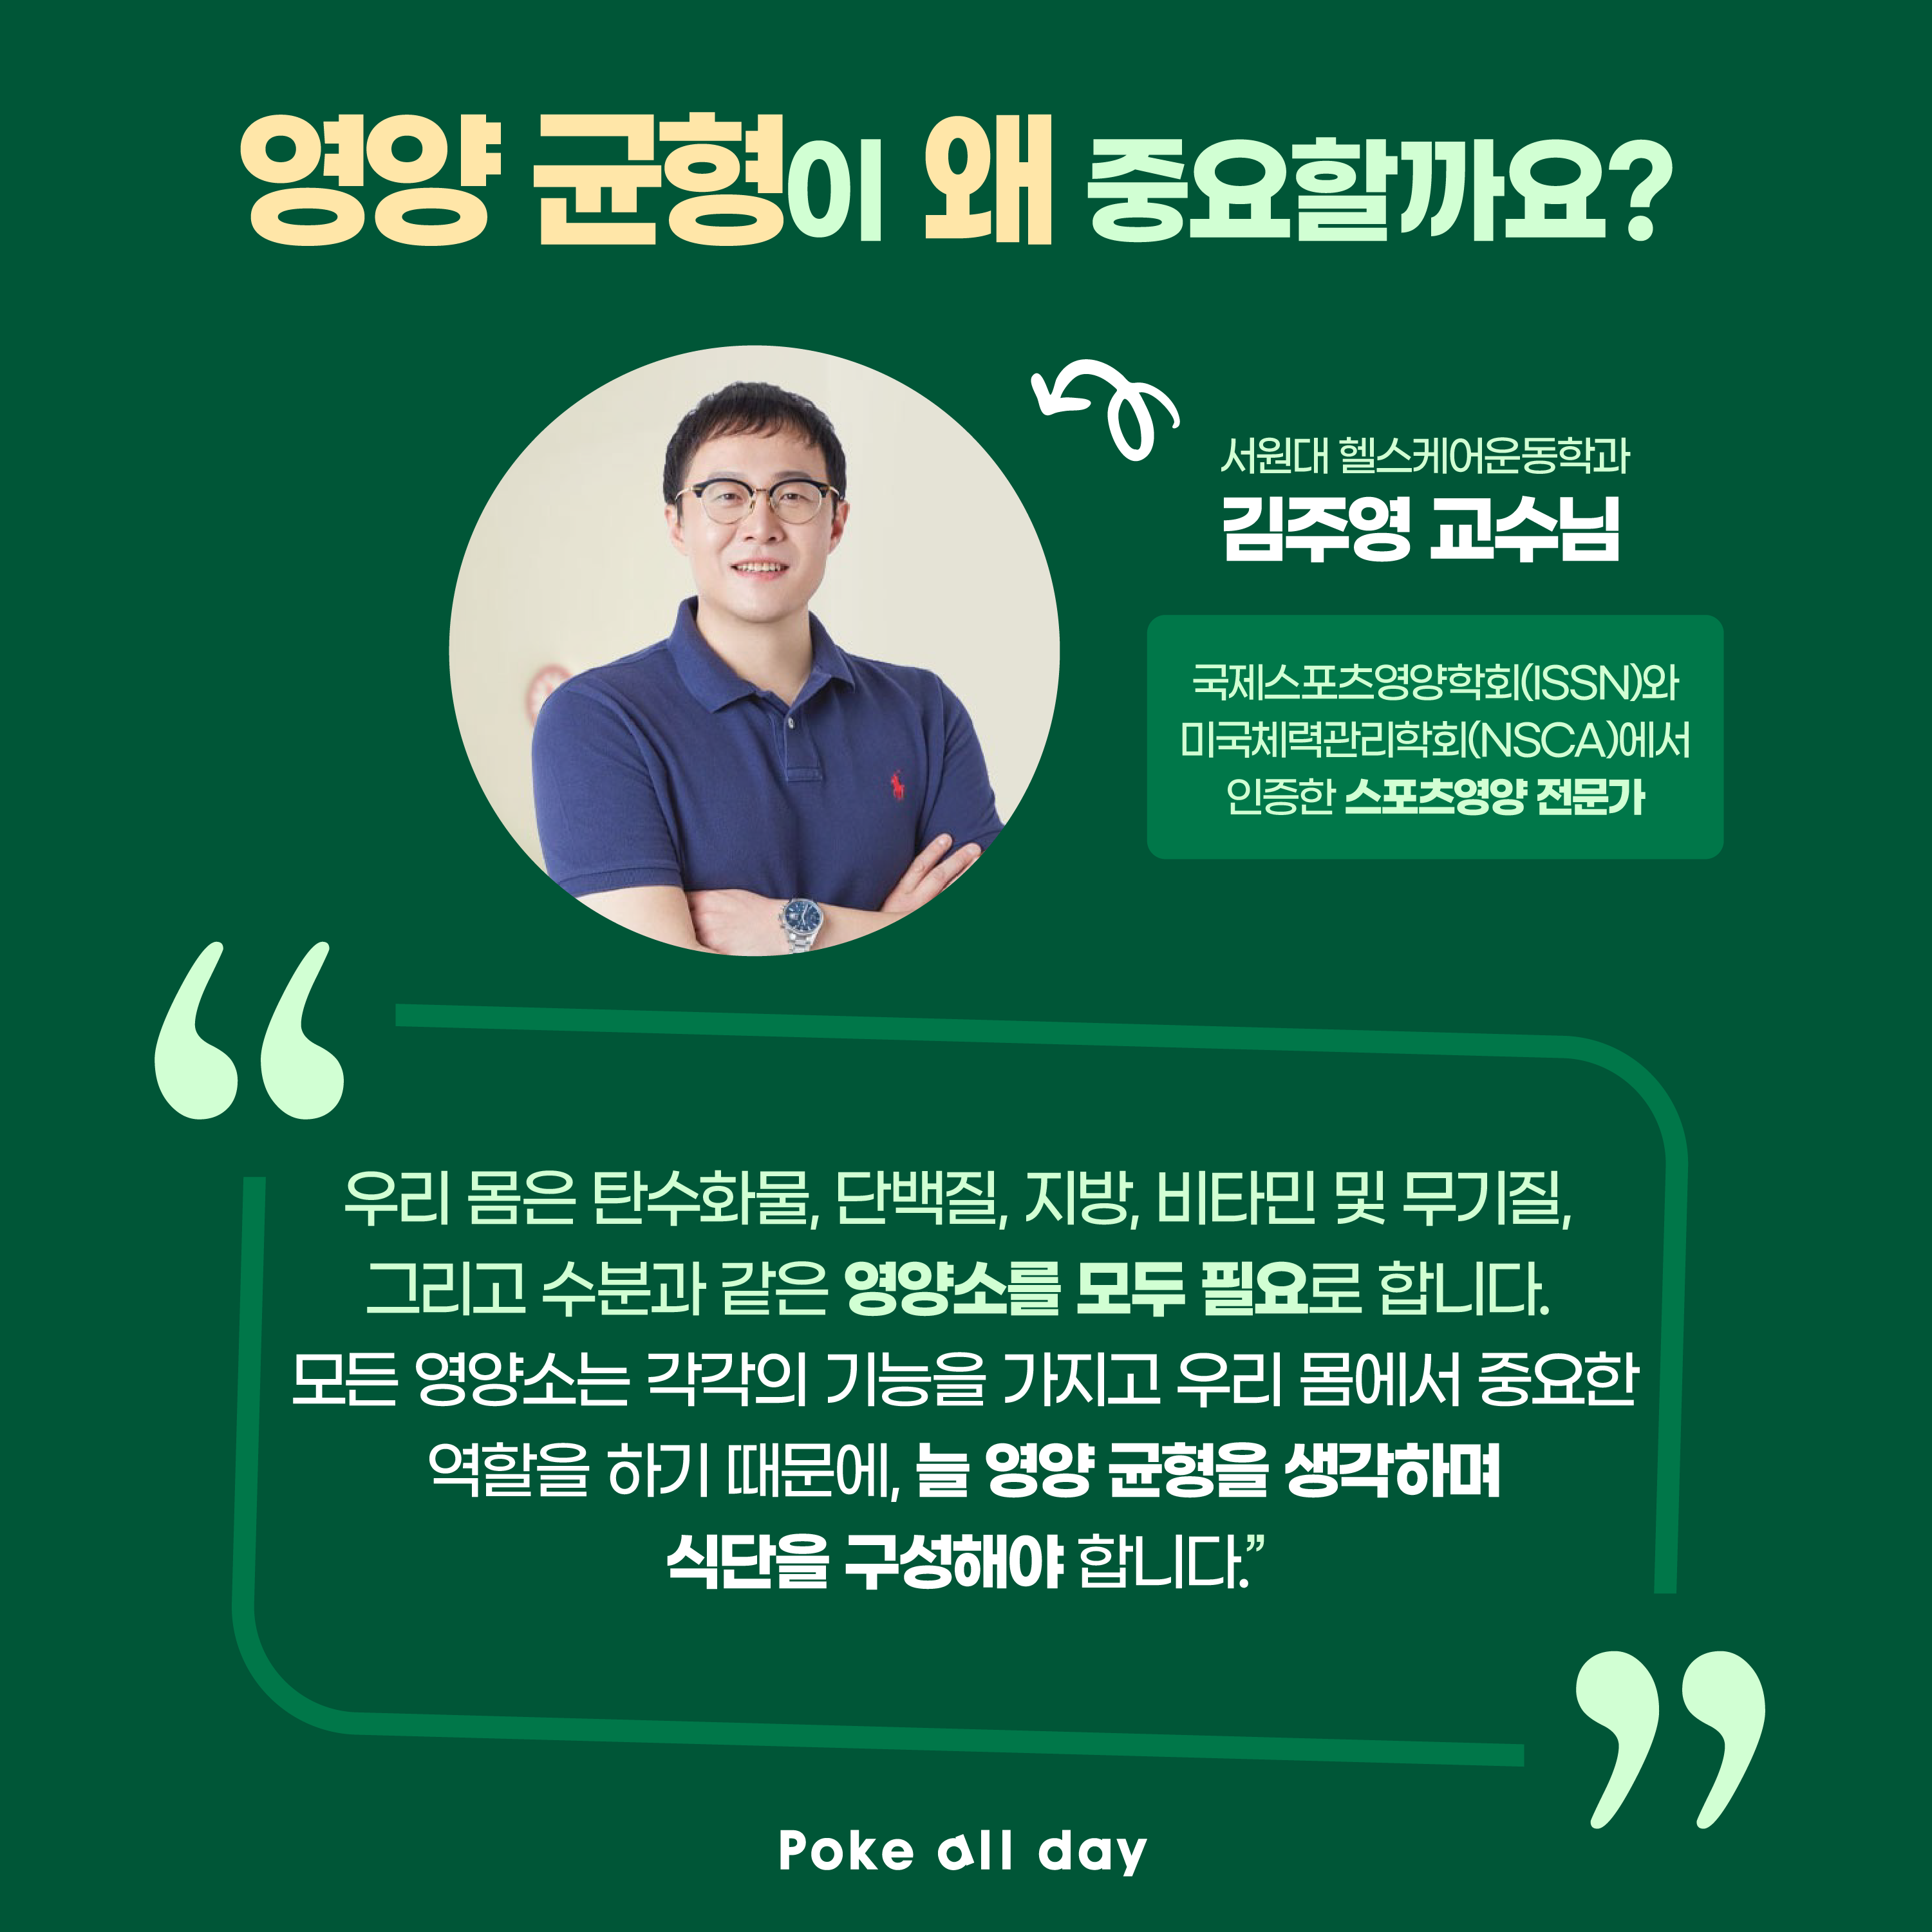 영양 균형이 왜 중요할까요?
서원대 헬스케어운동학과
김주영 교수님
국제스포츠영양학회(ISSN)와
미국체력관리학회(NSCA)에서
인증한 스포츠영양 전문가
“
우리 몸은 탄수화물, 단백질, 지방, 비타민 및 무기질,
그리고 수분과 같은 영양소를 모두 필요로 합니다.
모든 영양소는 각각의 기능을 가지고 우리 몸에서 중요한
역할을 하기 때문에, 늘 영양 균형을 생각하며
식단을 구성해야 합니다.”
”
Poke all day